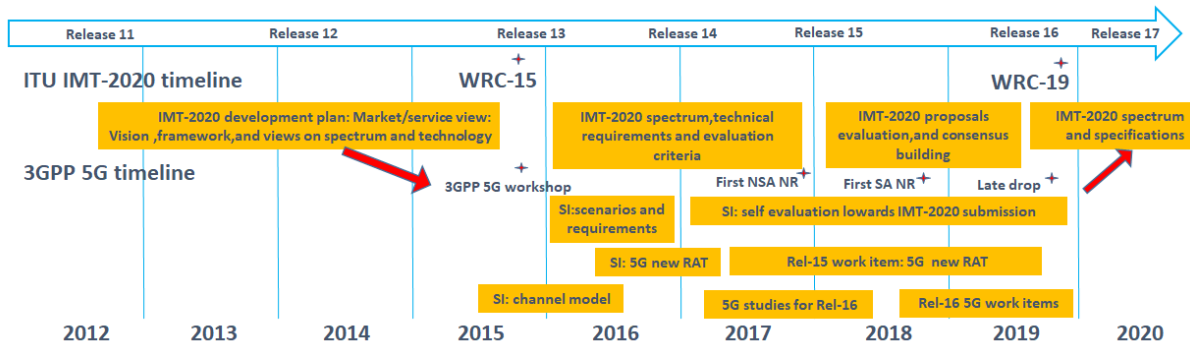 Release 11
Release 12
Release 13
Release 14
Release 15
Release 16
Release 17
ITU IMT-2020 timeline
WRC-15
WRC-19
IMT-2020 development plan: Market/service view:
Vision ,framework,and views on spectrum and technology
IMT-2020 spectrum,technical
requirements and evaluation
criteria
IMT-2020 proposals
evaluation,and consensus
building
IMT-2020 spectrum
and specifications
3GPP 5G timeline
3GPP 5G workshop
First NSA NR
First SA NR
Late drop
SI:scenarios and
requirements
SI: self evaluation lowards IMT-2020 submission
SI: 5G new RAT
Rel-15 work item: 5G new RAT
SI: channel model
5G studies for Rel-16
Rel-16 5G work items
2012
2013
2014
2015
2016
2017
2018
2019
2020